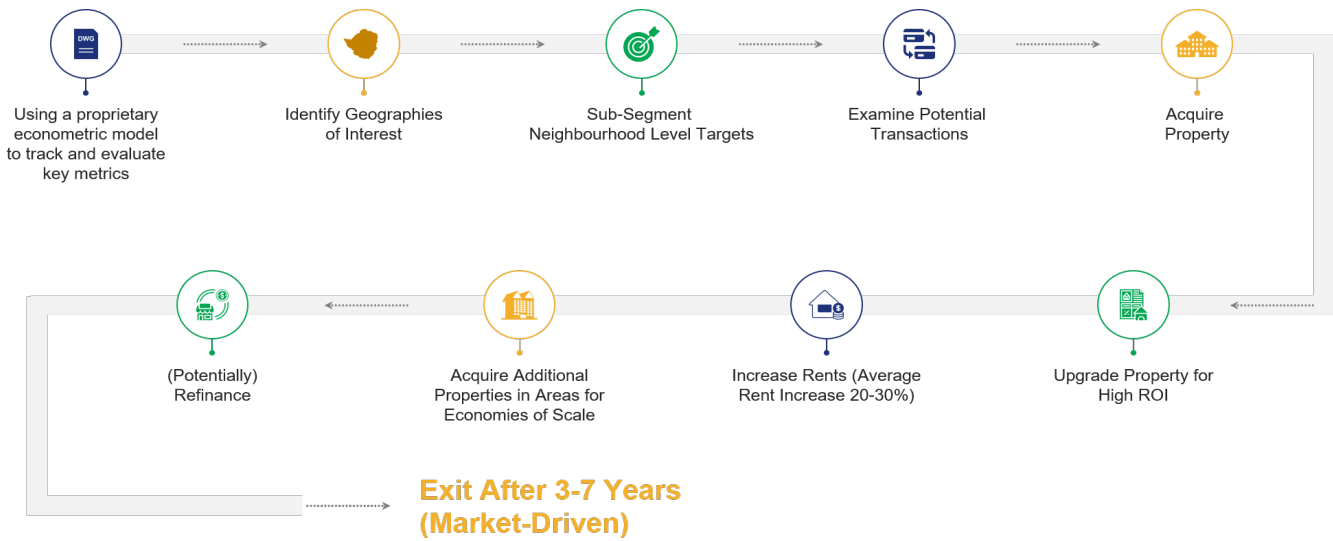 DWG
Using a proprietary
econometric model
to track and evaluate
key metrics
Identify Geographies
of Interest
Sub-Segment
Neighbourhood Level Targets
Examine Potential
Transactions
Acquire
Property
Upgrade Property for
High ROI
Increase Rents (Average
Rent Increase 20-30%)
Acquire Additional
Properties in Areas for
Economies of Scale
(Potentially)
Refinance
Exit After 3-7 Years
(Market-Driven)